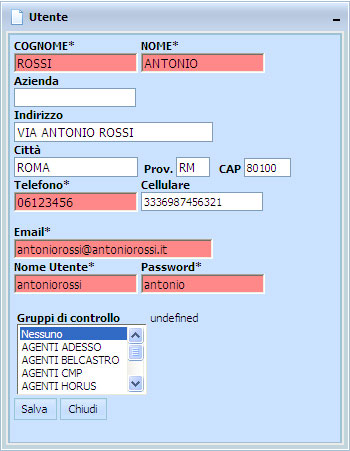 Utente
COGNOME* NOME*
ROSSI ANTONIO
Azienda
Indirizzo
VIA ANTONIO ROSSI
Città
ROMA Prov. RM CAP 80100
Telefono* Cellulare
06123456 3336987456321
Email*
antoniorossi@antoniorossi.it
Nome Utente* Password*
antoniorossi antonio
Gruppi di controllo undefined
Nessuno
AGENTI ADESSO
AGENTI BELCASTRO
AGENTI CMP
AGENTI HORUS
Salva Chiudi